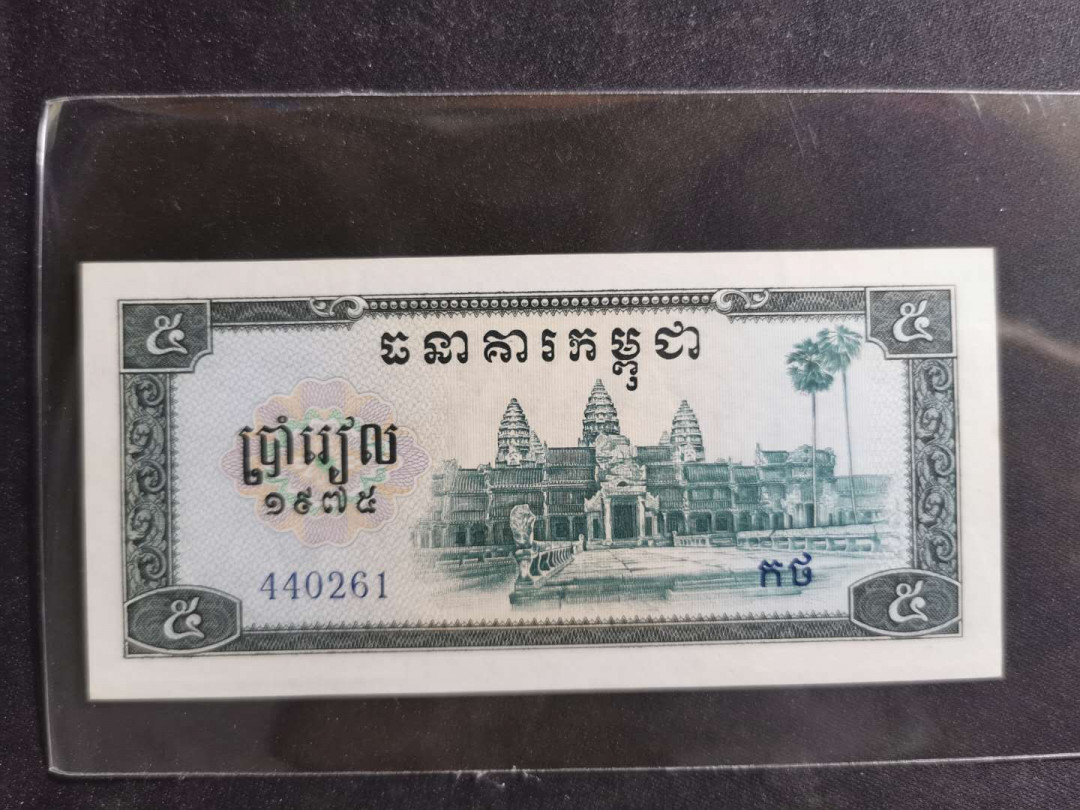 ៥ ៥
ធនាគារកម្ពុជា
ប្រាំរៀល
១៩៧៥
440261
កថ
៥ ៥